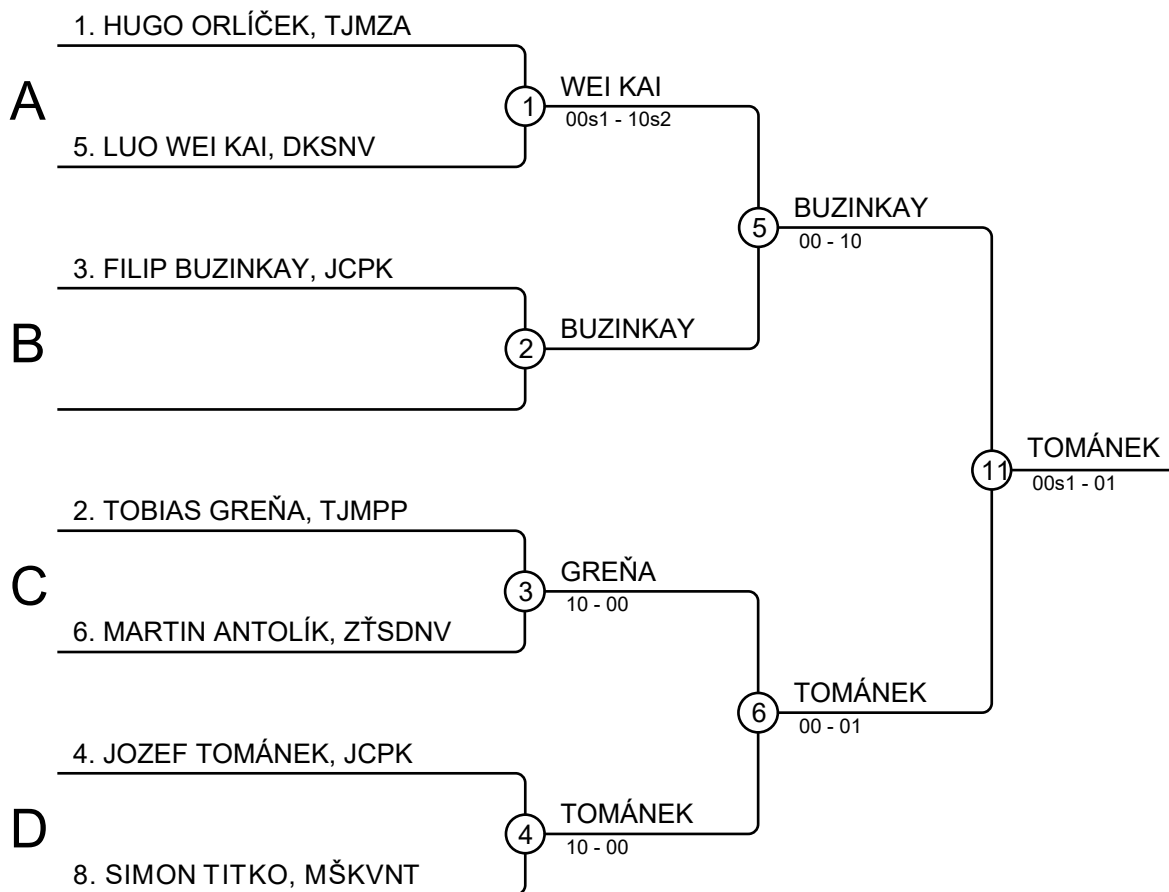 1. HUGO ORLÍČEK, TJMZA
A
1
WEI KAI
00s1 - 10s2
5. LUO WEI KAI, DKSNV
5
BUZINKAY
00 - 10
3. FILIP BUZINKAY, JCPK
B
2
BUZINKAY
11
TOMÁNEK
00s1 - 01
2. TOBIAS GREŇA, TJMPP
C
3
GREŇA
10 - 00
6. MARTIN ANTOLÍK, ZŤSDNV
6
TOMÁNEK
00 - 01
4. JOZEF TOMÁNEK, JCPK
D
4
TOMÁNEK
10 - 00
8. SIMON TITKO, MŠKVNT